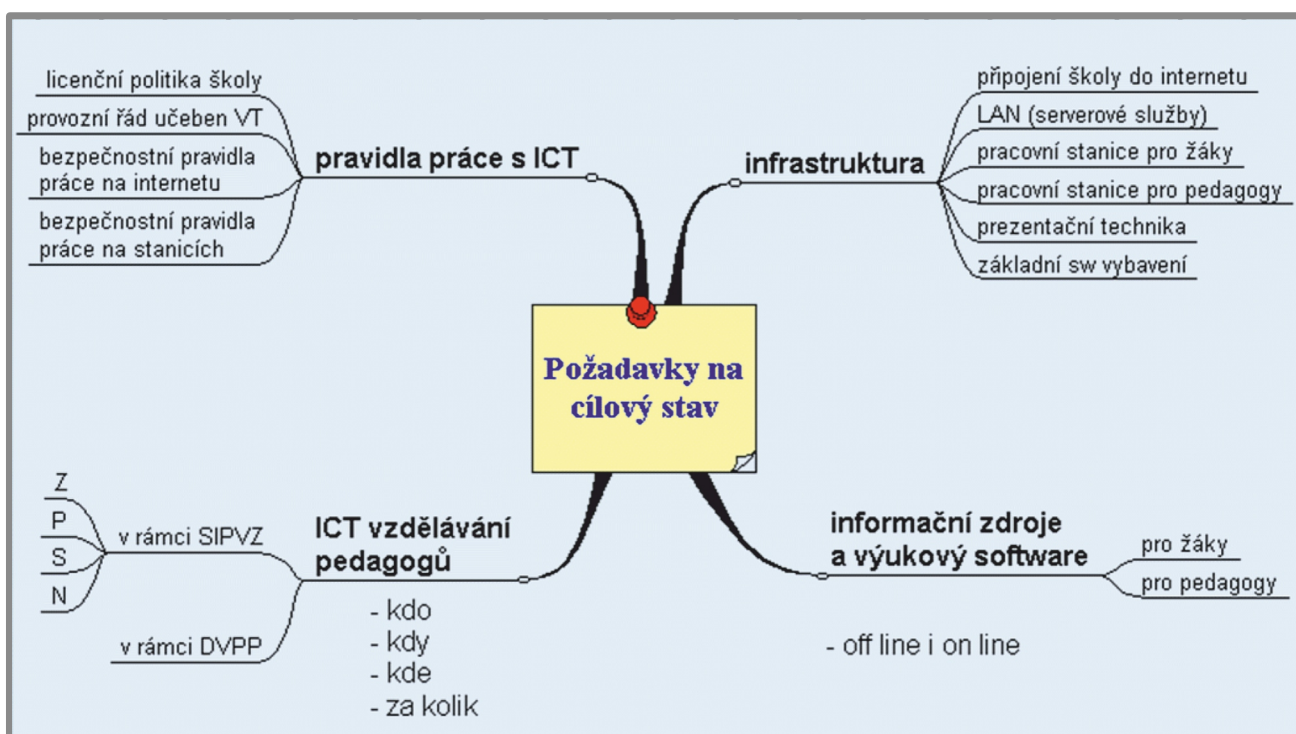 licenční politika školy
provozní řád učeben VT
bezpečnostní pravidla
práce na internetu
bezpečnostní pravidla
práce na stanicích
pravidla práce s ICT
infrastruktura
připojení školy do internetu
LAN (serverové služby)
pracovní stanice pro žáky
pracovní stanice pro pedagogy
prezentační technika
základní sw vybavení
Požadavky na
cílový stav
Z
P
S
N
v rámci SIPVZ
v rámci DVPP
ICT vzdělávání
pedagogů
- kdo
- kdy
- kde
- za kolik
informační zdroje
a výukový software
pro žáky
pro pedagogy
- off line i on line